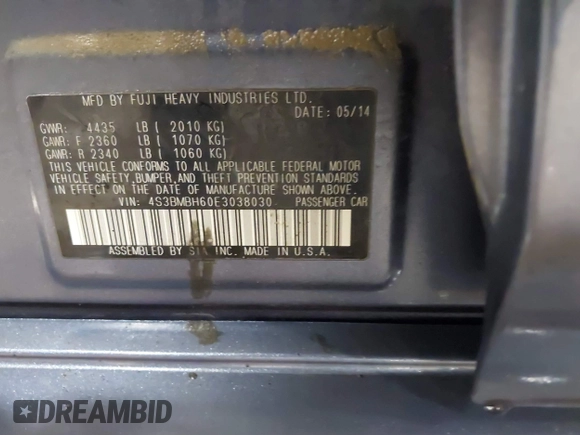 MFD BY FUJI HEAVY INDUSTRIES LTD.
DATE: 05/14
GVWR: 4435 LB ( 2010 KG)
GAWR: F 2360 LB ( 1070 KG)
GAWR: R 2340 LB ( 1060 KG)
THIS VEHICLE CONFORMS TO ALL APPLICABLE FEDERAL MOTOR
VEHICLE SAFETY,BUMPER,AND THEFT PREVENTION STANDARDS
IN EFFECT ON THE DATE OF MANUFACTURE SHOWN ABOVE.
VIN: 4S3BMBH60E3038030 PASSENGER CAR
ASSEMBLED BY SIA INC. MADE IN U.S.A.
DREAMBID